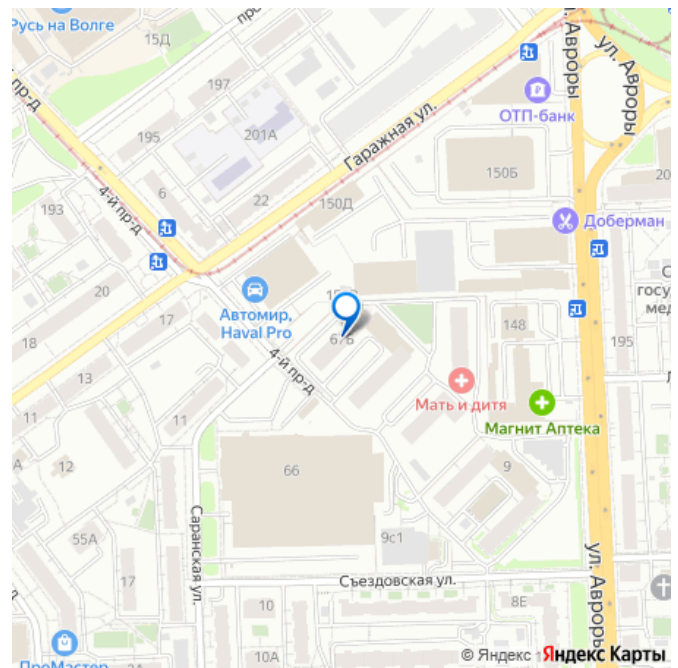 Русь на Волге
15Д
197
195
201А
Гаражная ул.
ул. Авроры
ул. Авроры
ОТП-банк
150Б
20
193
4-й пр-д
6
22
150Д
Доберман
20
17
Автомир,
Haval Pro
67Б
148
18
13
4-й пр-д
Мать и дитя
11
11
Магнит Аптека
12
66
9
55А
Саранская ул.
9с1
17
Съездовская ул.
ул. Авроры
10
8Е
ПроМастер
10А
© Яндекс
Яндекс Карты